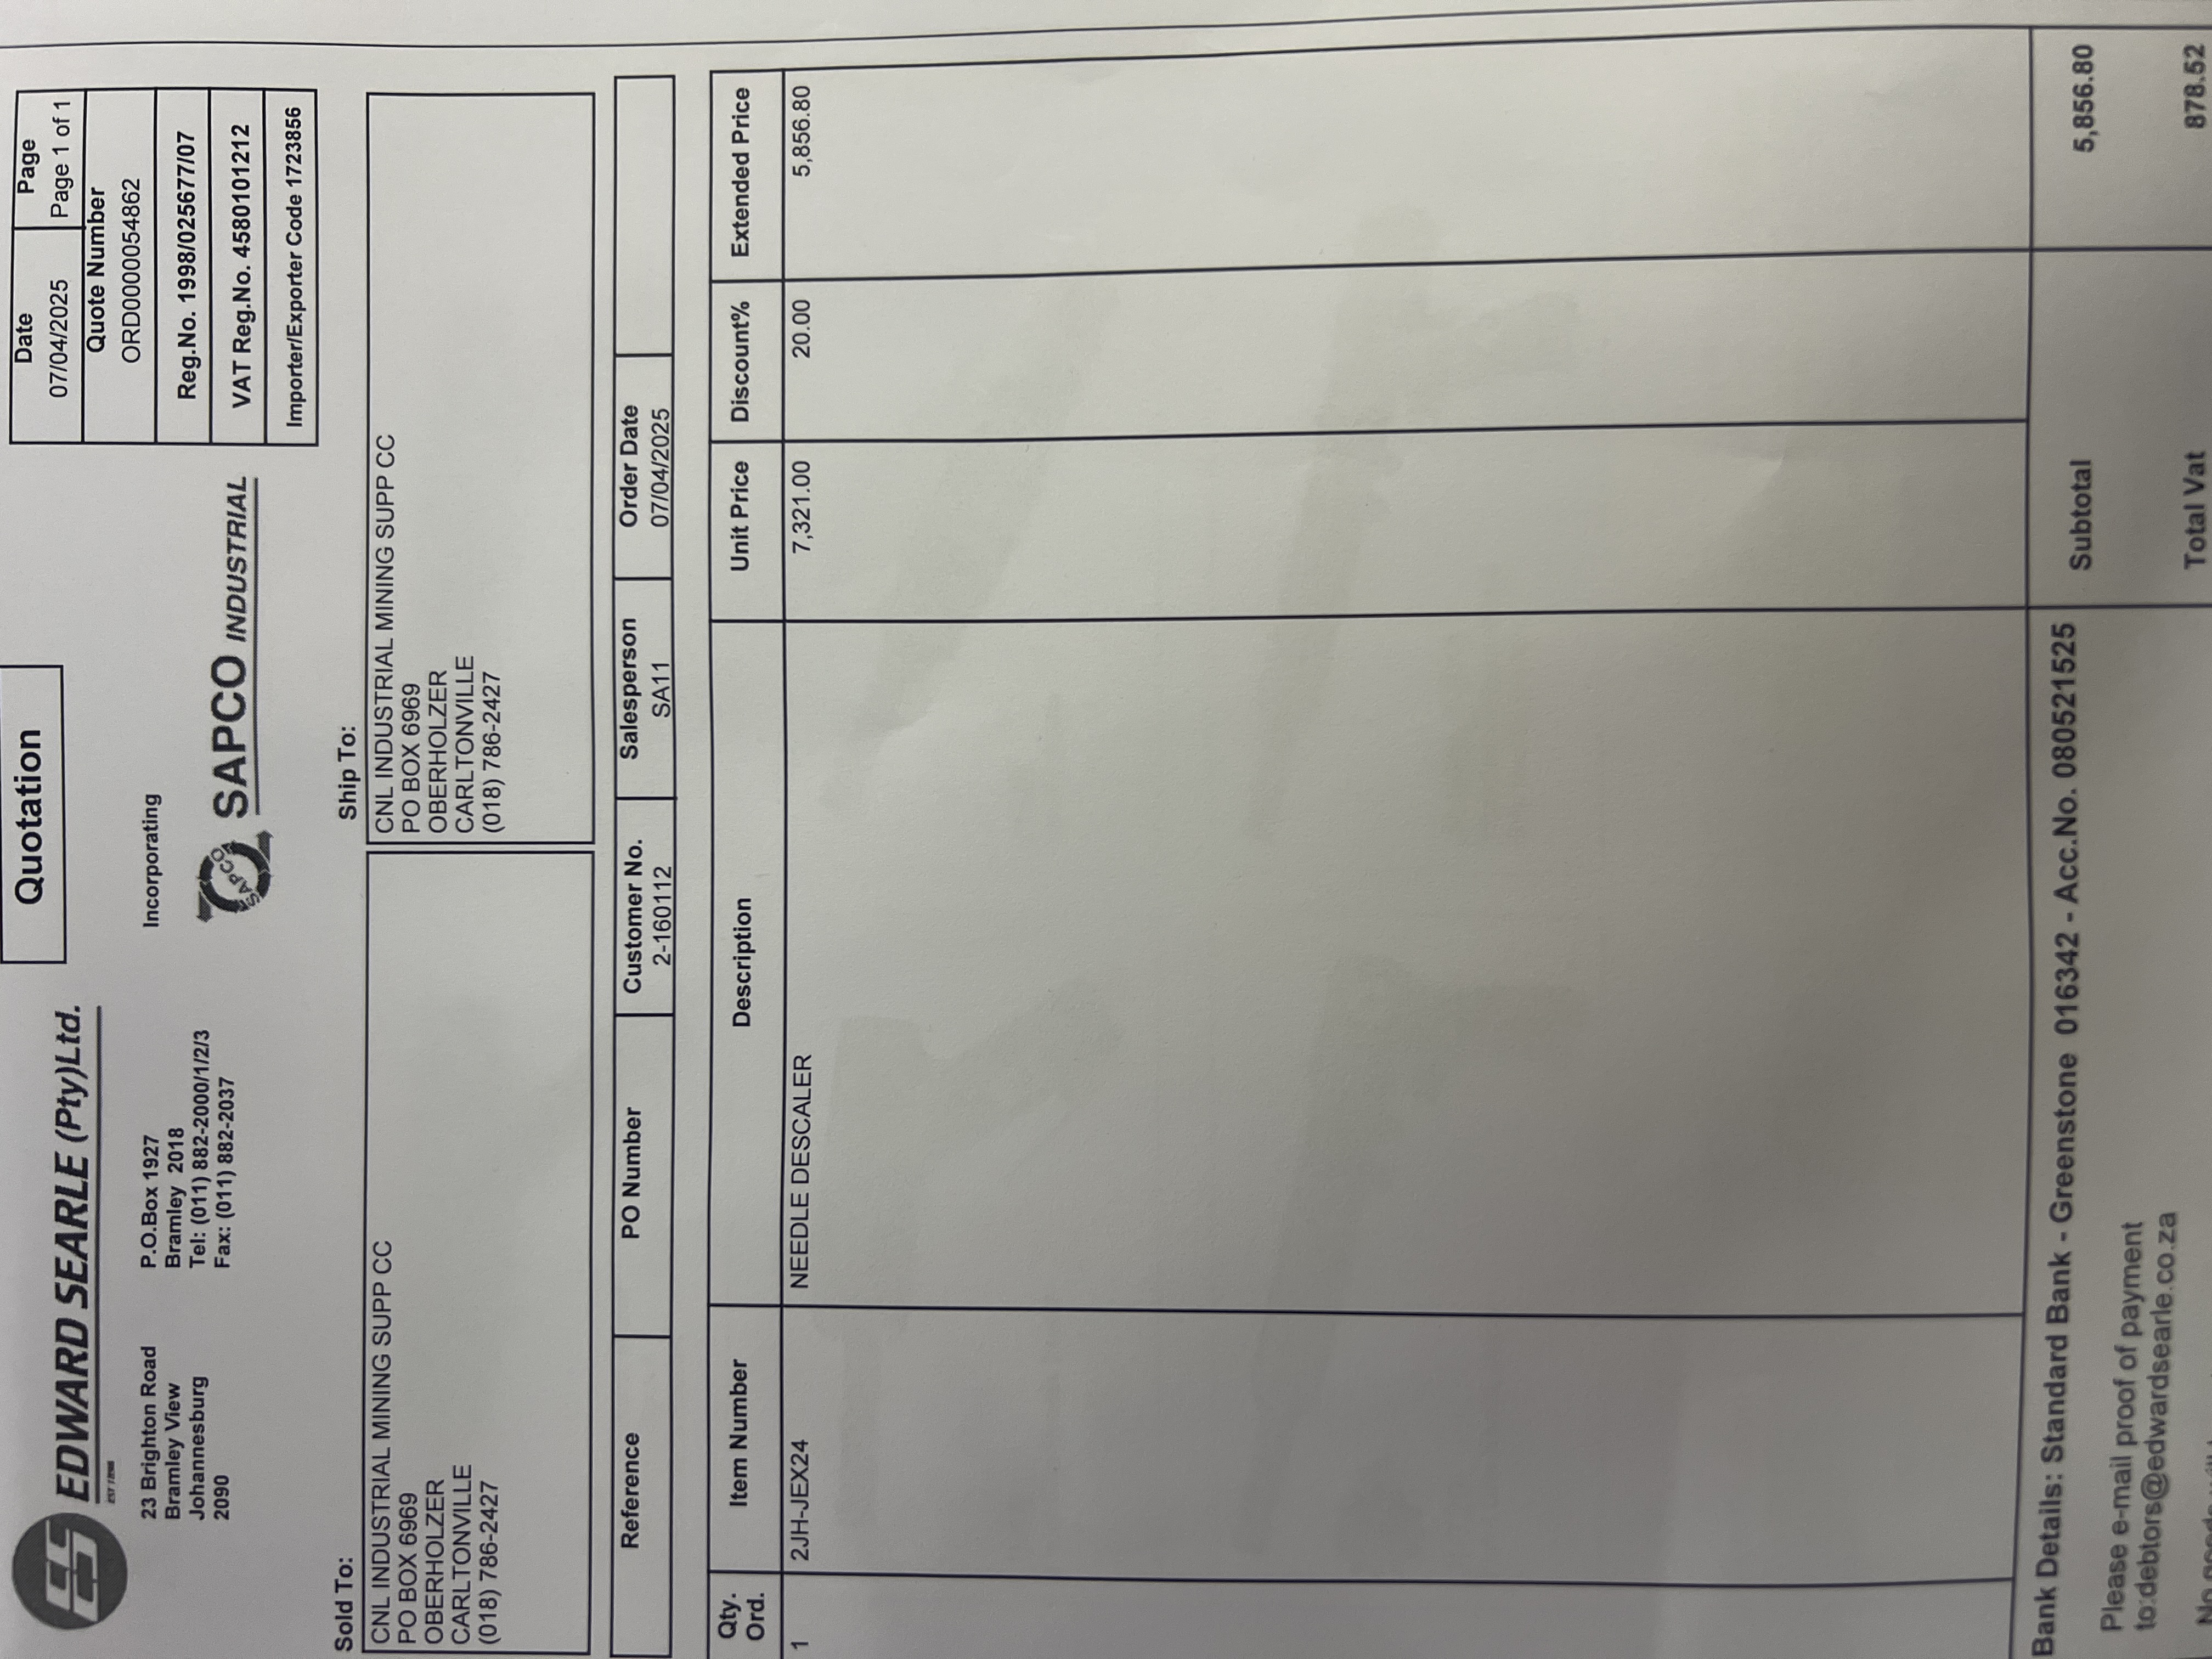 Quotation
ES
EDWARD SEARLE (Pty)Ltd.
EST 1898
23 Brighton Road
Bramley View
Johannesburg
2090
P.O.Box 1927
Bramley 2018
Tel: (011) 882-2000/1/2/3
Fax: (011) 882-2037
Incorporating
SAPCO
SAPCO INDUSTRIAL
Date
07/04/2025
Page
Page 1 of 1
Quote Number
ORD0000054862
Reg.No. 1998/025677/07
VAT Reg.No. 4580101212
Importer/Exporter Code 1723856
Sold To:
CNL INDUSTRIAL MINING SUPP CC
PO BOX 6969
OBERHOLZER
CARLTONVILLE
(018) 786-2427
Ship To:
CNL INDUSTRIAL MINING SUPP CC
PO BOX 6969
OBERHOLZER
CARLTONVILLE
(018) 786-2427
Reference PO Number Customer No. Salesperson Order Date
2-160112 SA11 07/04/2025
Qty. Ord. Item Number Description Unit Price Discount% Extended Price
1 2JH-JEX24 NEEDLE DESCALER 7,321.00 20.00 5,856.80
Bank Details: Standard Bank - Greenstone 016342 - Acc.No. 080521525
Please e-mail proof of payment
to:debtors@edwardsearle.co.za
No goods will
Subtotal 5,856.80
Total Vat 878.52